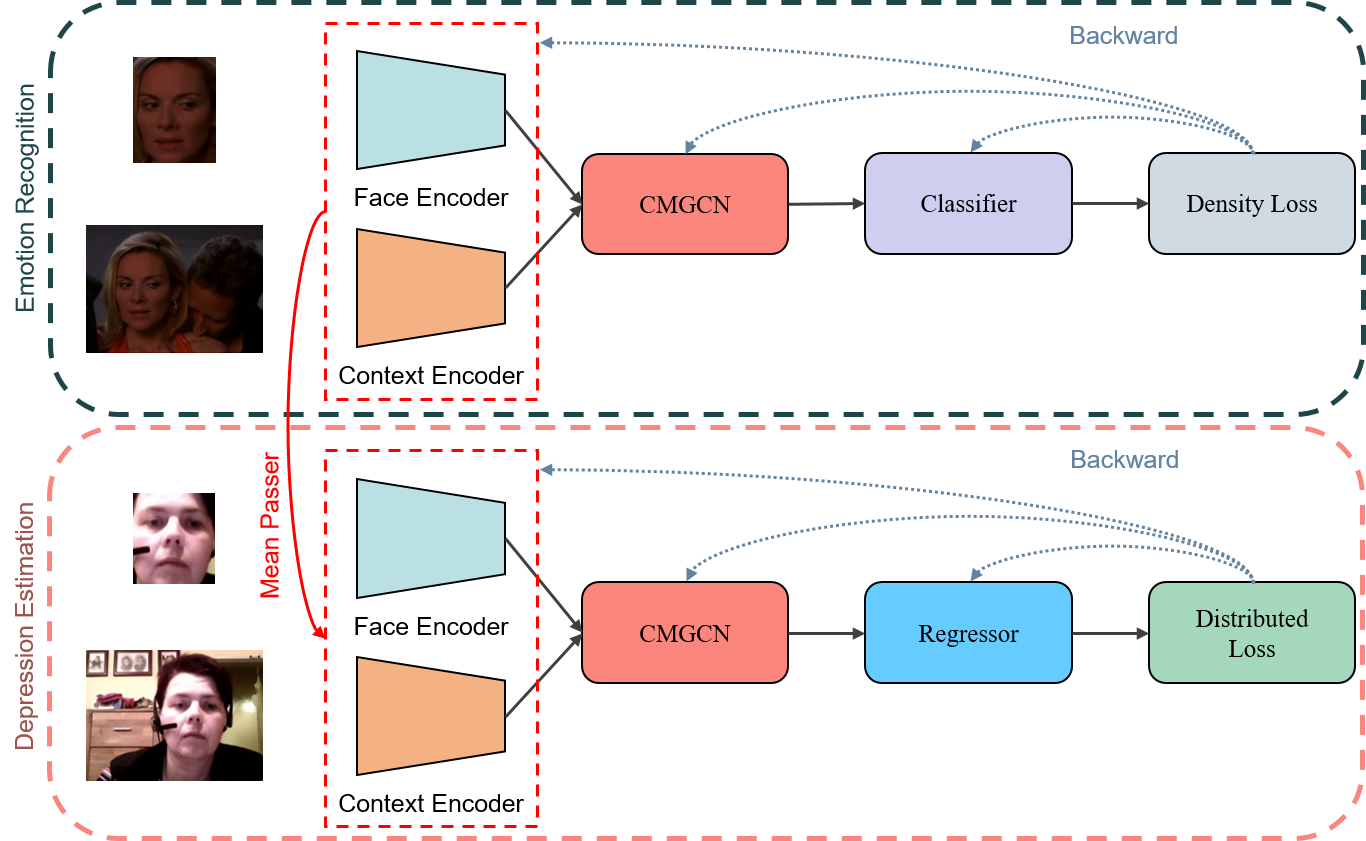 Emotion Recognition
Backward
Face Encoder
CMGCN
Classifier
Density Loss
Context Encoder
Depression Estimation
Mean Passer
Backward
Face Encoder
CMGCN
Regressor
Distributed
Loss
Context Encoder